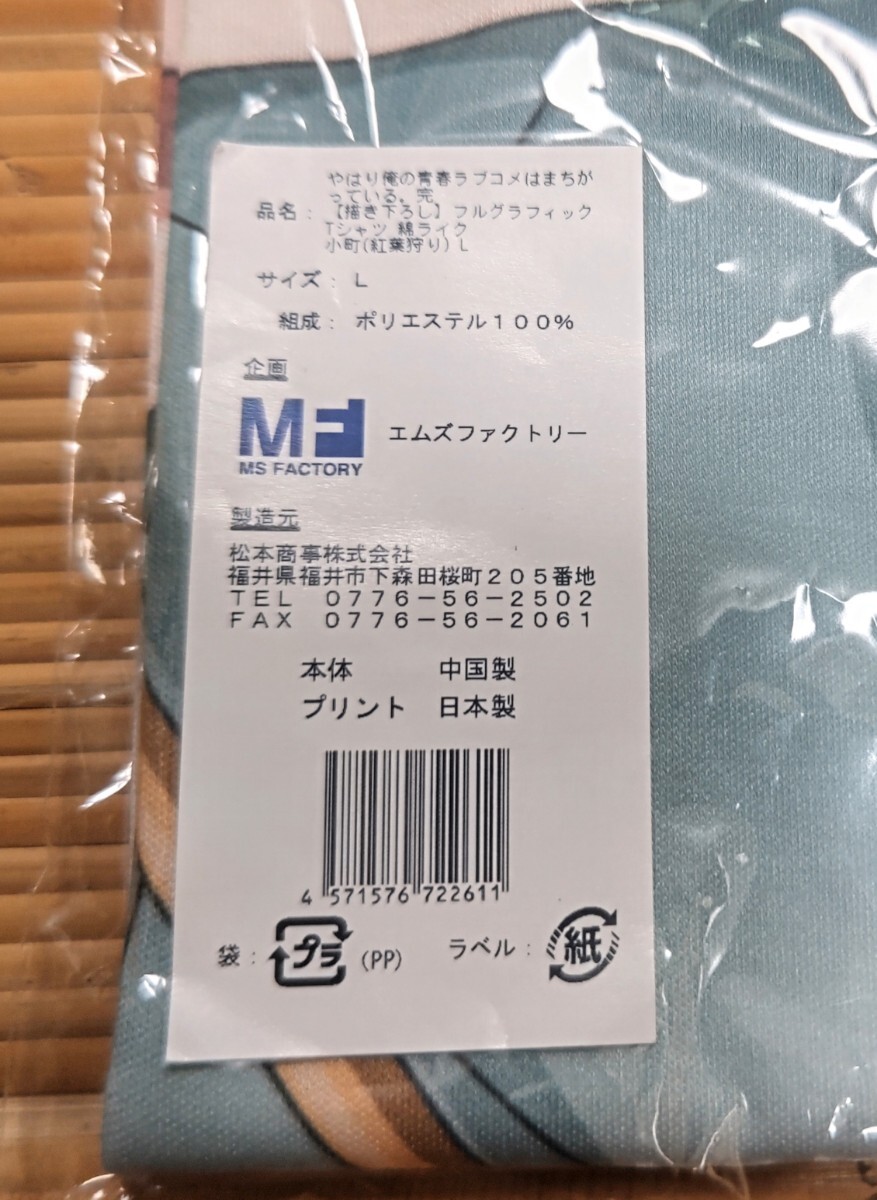 やはり俺の青春ラブコメはまちが
っている。完
品名： 【描き下ろし】フルグラフィック
Tシャツ 綿ライク
小町(紅葉狩り) L
サイズ： L
組成： ポリエステル１００％
企画
MF エムズファクトリー
MS FACTORY
製造元
松本商事株式会社
福井県福井市下森田桜町２０５番地
ＴＥＬ ０７７６－５６－２５０２
ＦＡＸ ０７７６－５６－２０６１
本体 中国製
プリント 日本製
4 571576 722611
袋： プラ (PP) ラベル： 紙